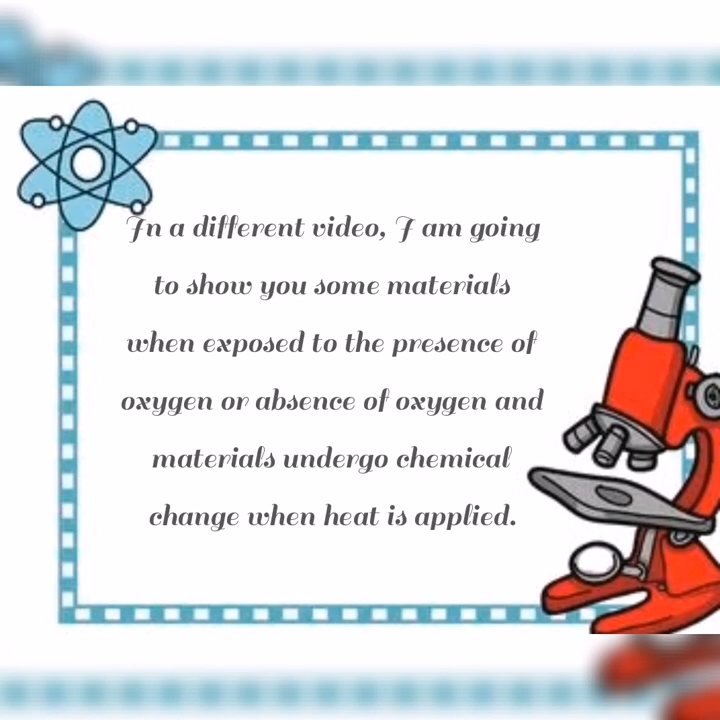 In a different video, I am going
to show you some materials
when exposed to the presence of
oxygen or absence of oxygen and
materials undergo chemical
change when heat is applied.